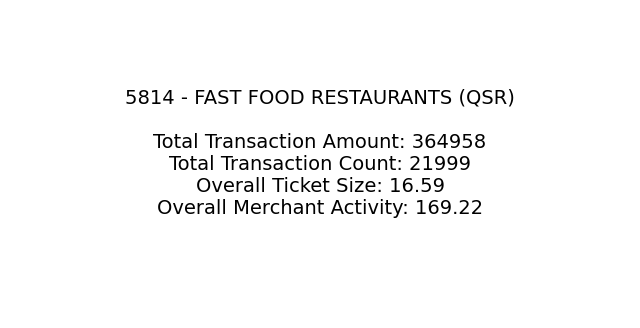 5814 - FAST FOOD RESTAURANTS (QSR)
Total Transaction Amount: 364958
Total Transaction Count: 21999
Overall Ticket Size: 16.59
Overall Merchant Activity: 169.22